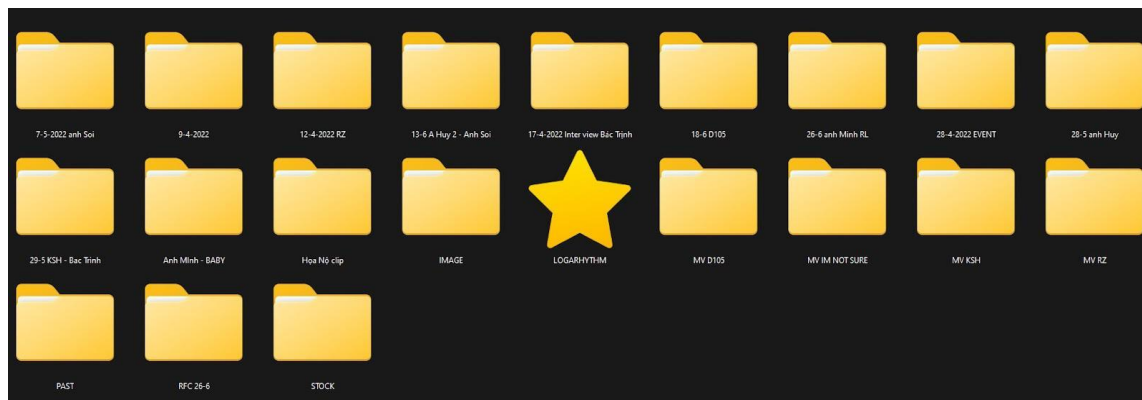 7-5-2022 anh Soi
9-4-2022
12-4-2022 RZ
13-6 A Huy 2 - Anh Soi
17-4-2022 Inter view Bác Trịnh
18-6 D105
26-6 anh Minh RL
28-4-2022 EVENT
28-5 anh Huy
29-5 KSH - Bac Trinh
Anh Minh - BABY
Họa Nộ clip
IMAGE
LOGARHYTHM
MV D105
MV IM NOT SURE
MV KSH
MV RZ
PAST
RFC 26-6
STOCK